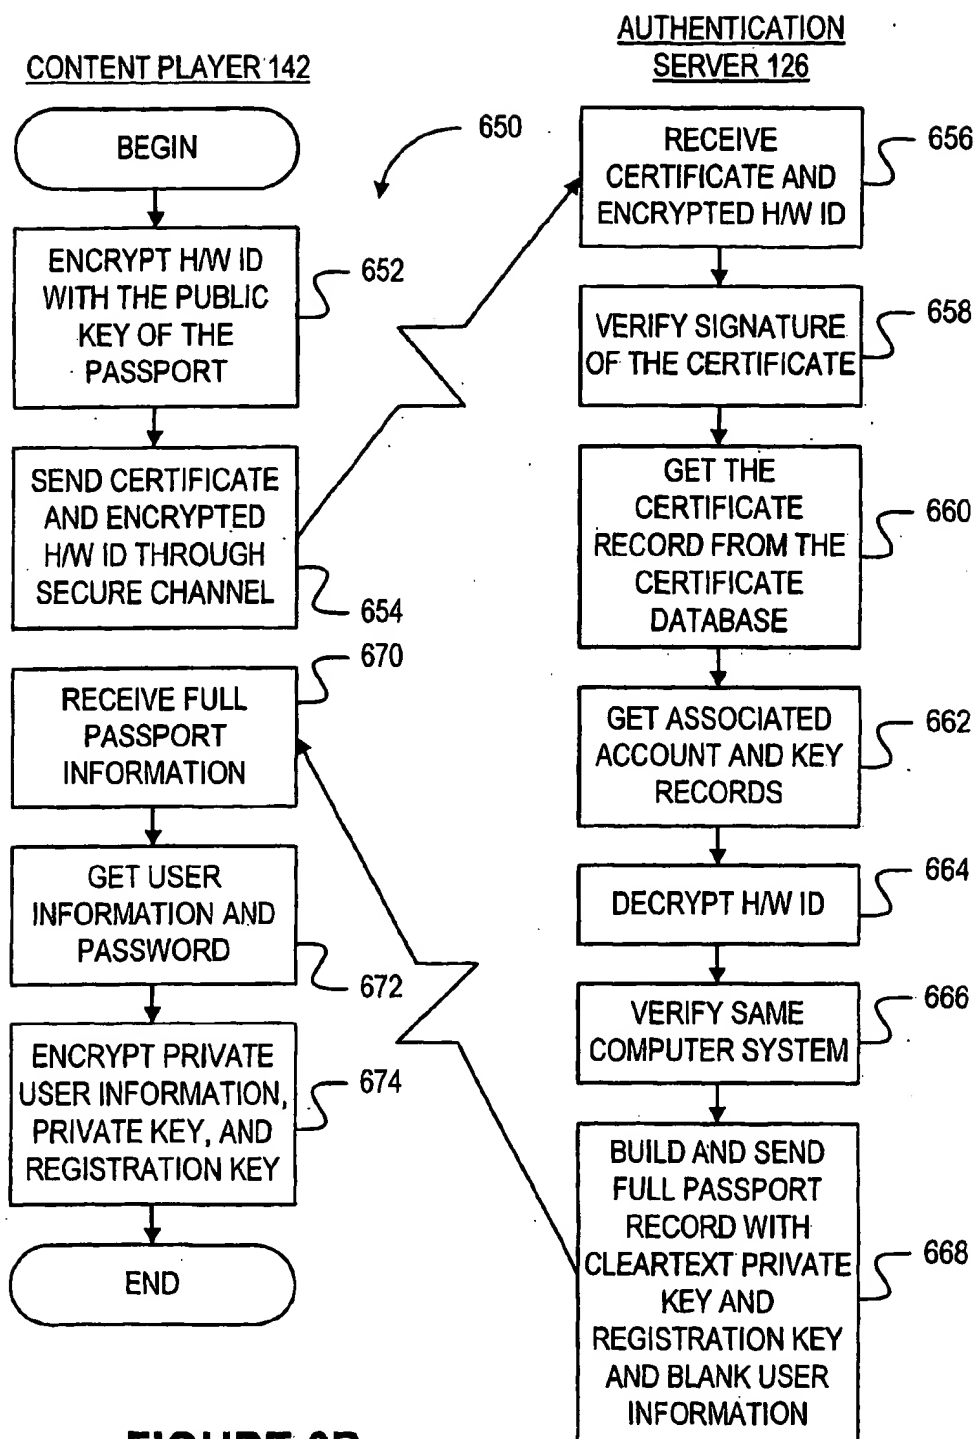 CONTENT PLAYER 142
BEGIN
650
ENCRYPT H/W ID
WITH THE PUBLIC
KEY OF THE
PASSPORT
652
SEND CERTIFICATE
AND ENCRYPTED
H/W ID THROUGH
SECURE CHANNEL
654
670
RECEIVE FULL
PASSPORT
INFORMATION
GET USER
INFORMATION AND
PASSWORD
672
ENCRYPT PRIVATE
USER INFORMATION,
PRIVATE KEY, AND
REGISTRATION KEY
674
END
AUTHENTICATION
SERVER 126
RECEIVE
CERTIFICATE AND
ENCRYPTED H/W ID
656
VERIFY SIGNATURE
OF THE CERTIFICATE
658
GET THE
CERTIFICATE
RECORD FROM THE
CERTIFICATE
DATABASE
660
GET ASSOCIATED
ACCOUNT AND KEY
RECORDS
662
DECRYPT H/W ID
664
VERIFY SAME
COMPUTER SYSTEM
666
BUILD AND SEND
FULL PASSPORT
RECORD WITH
CLEARTEXT PRIVATE
KEY AND
REGISTRATION KEY
AND BLANK USER
INFORMATION
668
FIGURE